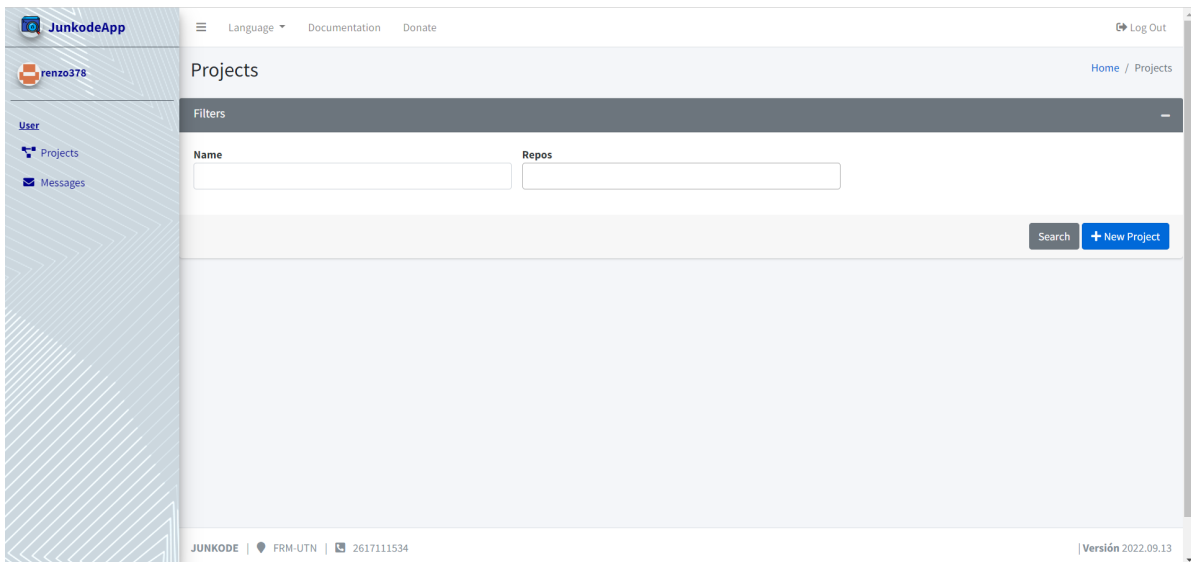 JunkodeApp
Language Documentation Donate Log Out
renzo378
Projects
Home / Projects
User
Projects
Messages
Filters
Name Repos
Search New Project
JUNKODE | FRM-UTN | 2617111534 | Versión 2022.09.13